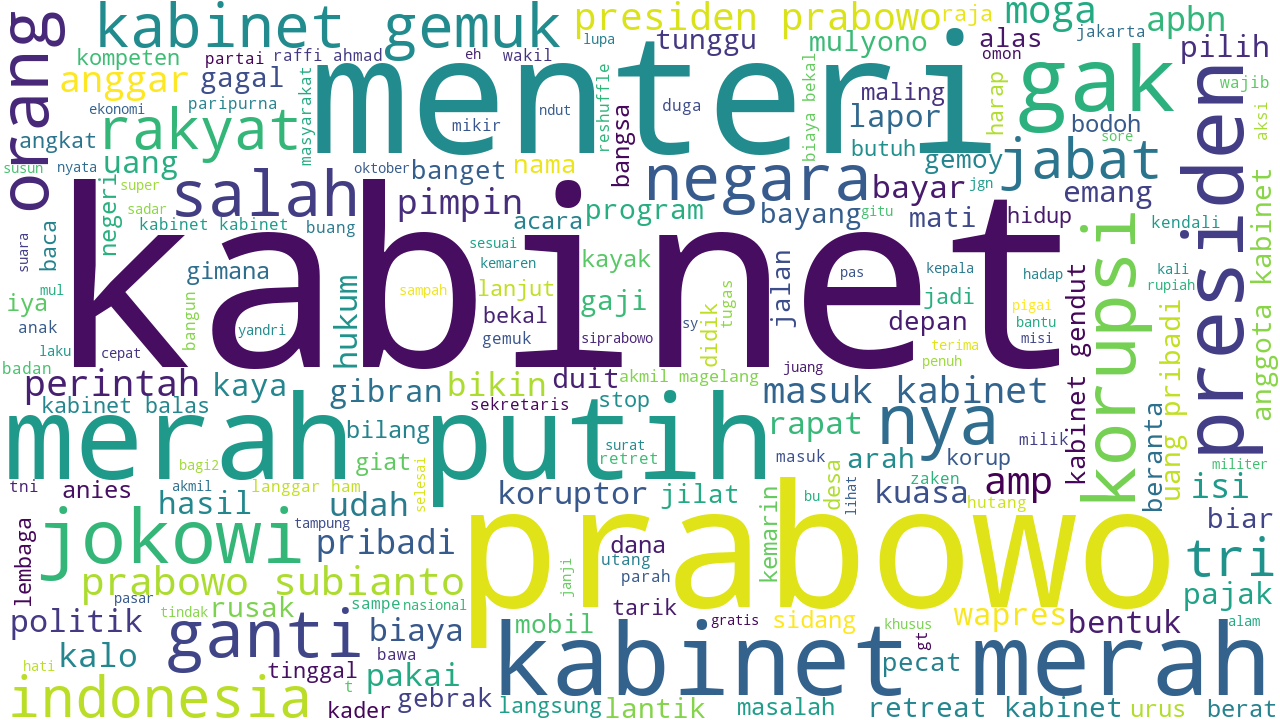 kabinet gemuk
presiden prabowo
raja
moga
apbn
orang
kompeten
partai
raffi ahmad
eh
wakil
lupa
tunggu
mulyono
alas
omon
jakarta
pilih
anggar
gagal
masyarakat
menteri
reshuffle
duga
biaya bekal
maling
harap
gak
wajib
ekonomi
paripurna
ndut
mikir
lapor
bodoh
aksi
angkat
rakyat
bangsa
butuh
gemoy
sore
jabat
presiden
susun
nyata
uang
oktober
banget
nama
negara
bayar
jgn
emang
super
negeri
salah
pimpin
acara
program
bayang
gitu
mati
hidup
kendali
anggota kabinet
sadar
kabinet kabinet
buang
suara
baca
kabinet
sesuai
kemaren
kayak
gimana
jalan
pas
kepala
hadap
kali
rupiah
mul
iya
bangun
hukum
sampah
lanjut
gaji
tugas
jadi
pigai
korupsi
anak
yandri
bekal
gemuk
siprabowo
sy
didik
depan
bantu
misi
kabinet gendut
uang pribadi
laku
cepat
terima
penuh
badan
juang
perintah
kaya
gibran
bikin
duit
akmil magelang
masuk kabinet
kabinet balas
sekretaris
stop
merah putih
bilang
rapat
nya
beranta
surat
retret
milik
bagi2
giat
selesai
masuk
arah
korup
militer
tni
anies
akmil
langgar ham
koruptor
jilat
desa
lihat
zaken
kuasa
amp
isi
hasil
udah
bu
hutang
biar
lembaga
jokowi
tampung
pribadi
prabowo
dana
kemarin
utang
parah
tri
prabowo subianto
janji
pajak
pasar
tindak
rusak
sampe
nasional
tarik
gratis
sidang
wapres
bentuk
politik
ganti
biaya
mobil
khusus
gt
alam
kalo
hati
tinggal
bawa
kabinet merah
pecat
pakai
t
indonesia
kader
gebrak
langsung
lantik
masalah
retreat kabinet
urus
berat